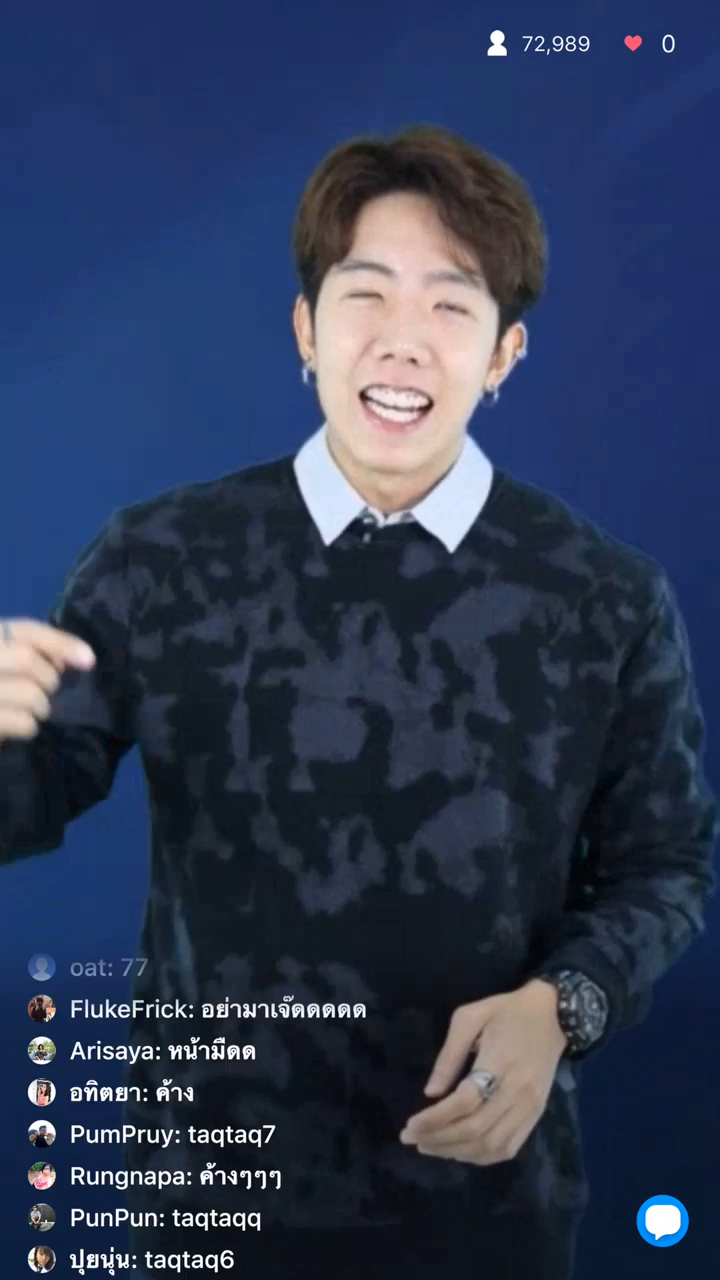 72,989 0
oat: 77
FlukeFrick: อย่ามาเจ๊ดดดดด
Arisaya: หน้ามืดด
อทิตยา: ค้าง
PumPruy: taqtaq7
Rungnapa: ค้างๆๆๆ
PunPun: taqtaqq
ปุยนุ่น: taqtaq6